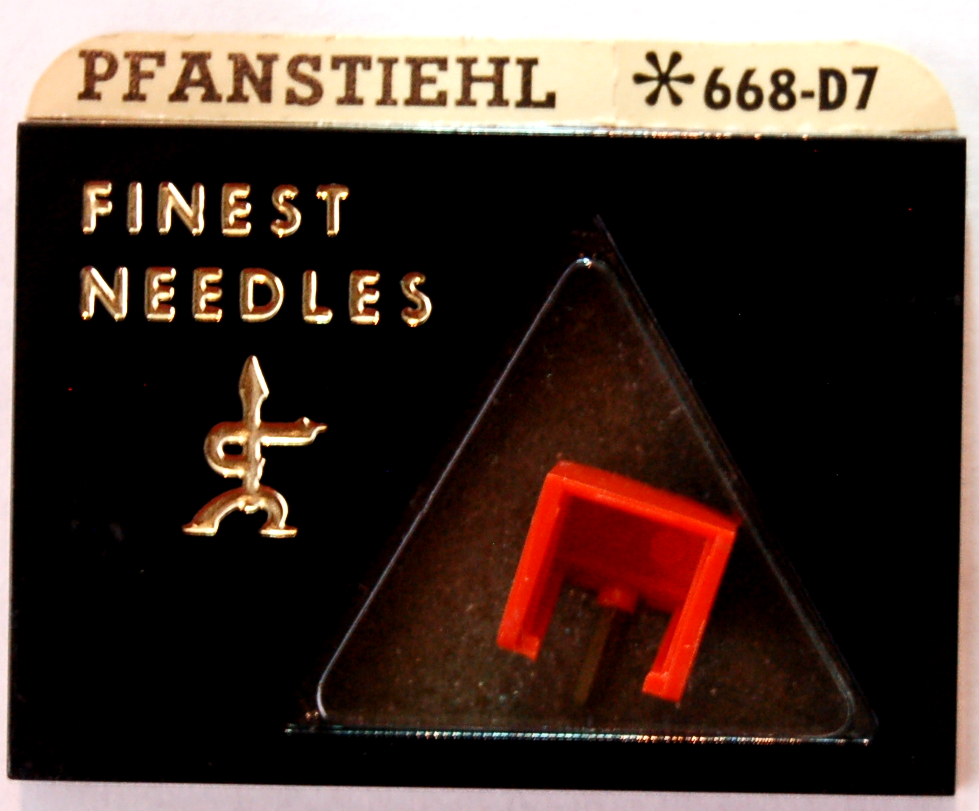 PFANSTIEHL *668-D7
FINEST
NEEDLES